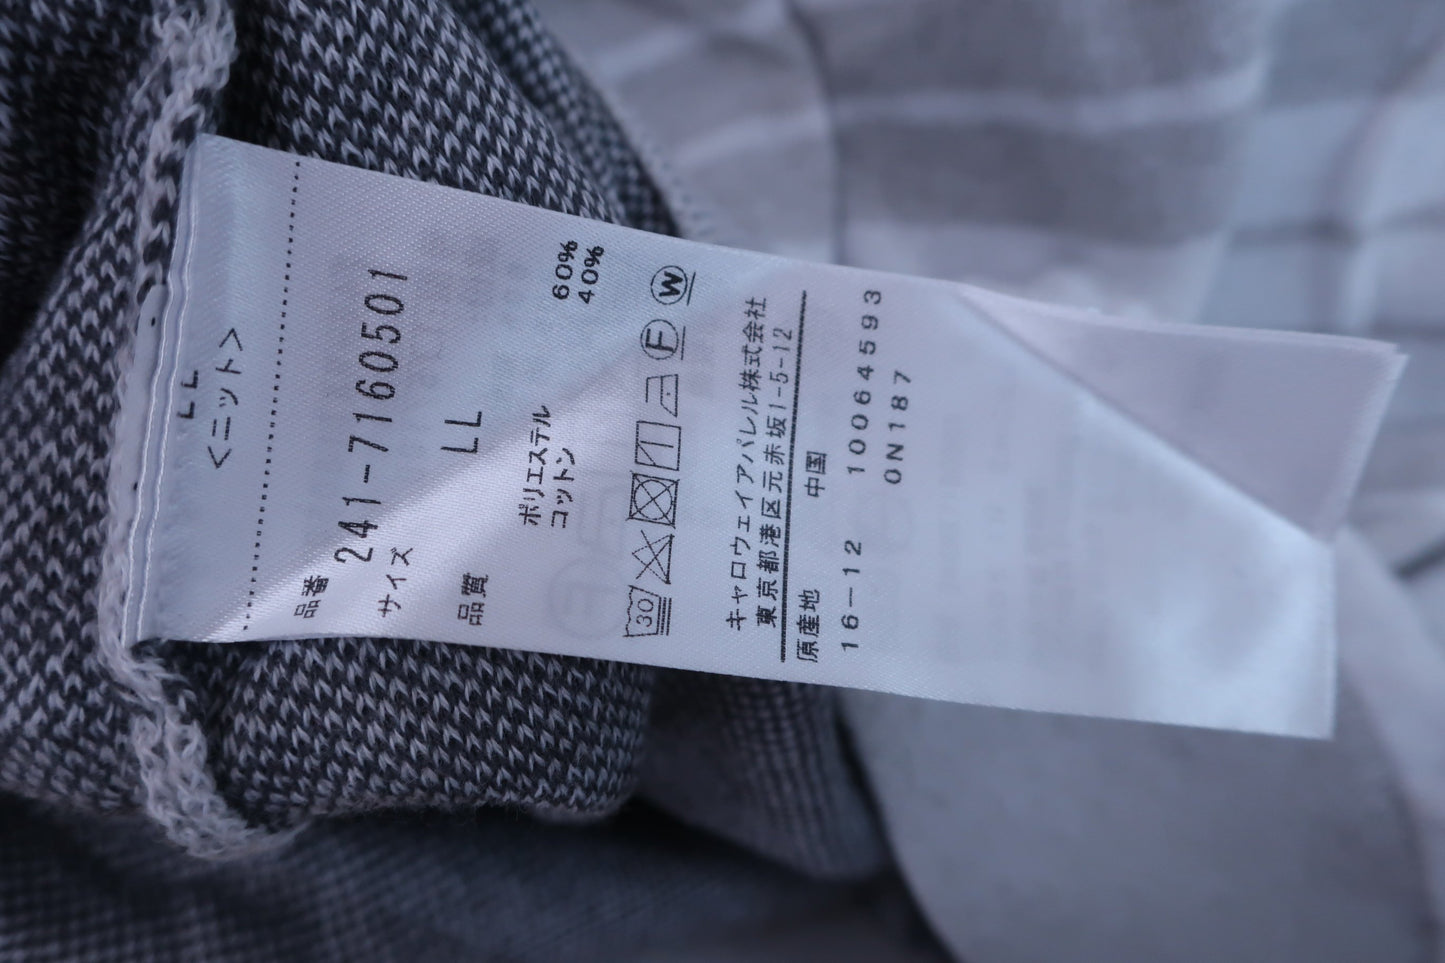 LL
<ニット>
品番 241-7160501
サイズ LL
品質 ポリエステル 60%
コットン 40%
30 F W
キャロウェイアパレル株式会社
東京都港区元赤坂1-5-12
原産地 中国
16-12 10064593
0N187